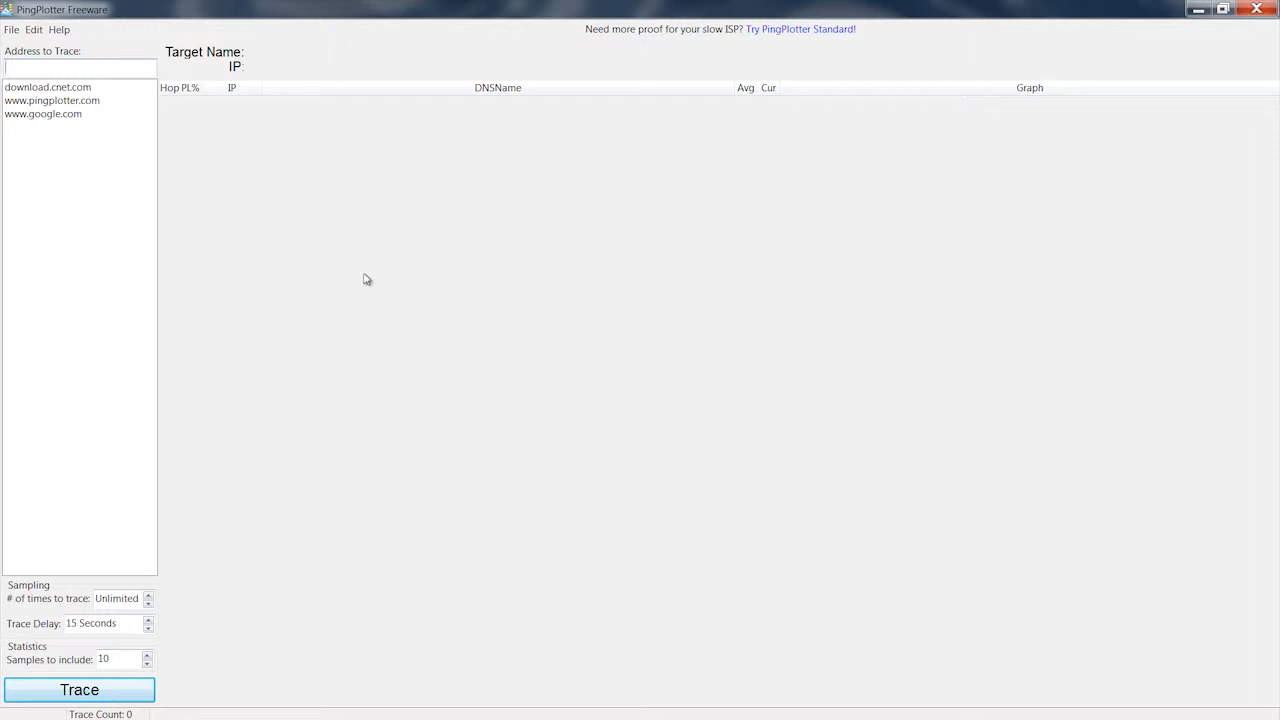 PingPlotter Freeware
File Edit Help
Need more proof for your slow ISP? Try PingPlotter Standard!
Address to Trace:
Target Name:
IP:
Hop PL% IP DNSName Avg Cur Graph
download.cnet.com
www.pingplotter.com
www.google.com
Sampling
# of times to trace: Unlimited
Trace Delay: 15 Seconds
Statistics
Samples to include: 10
Trace
Trace Count: 0